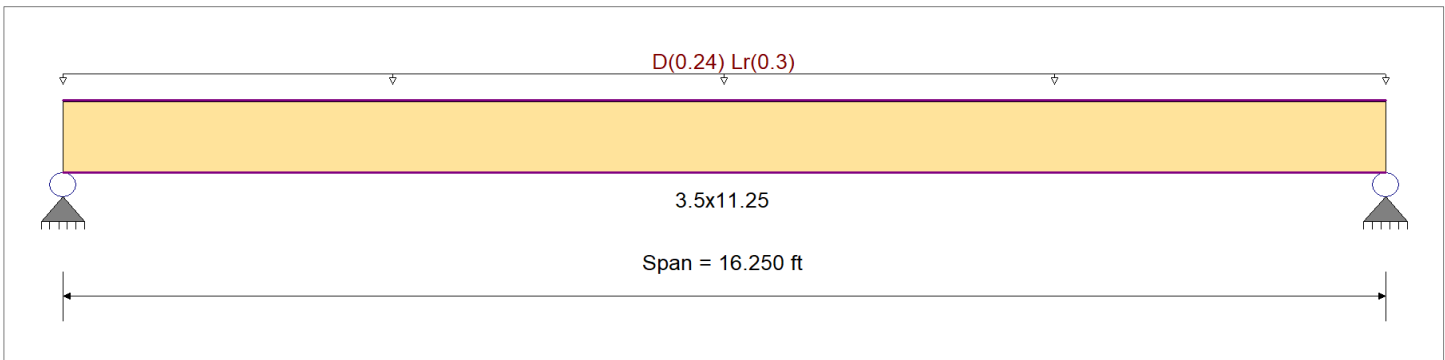 D(0.24) Lr(0.3)
3.5x11.25
Span = 16.250 ft